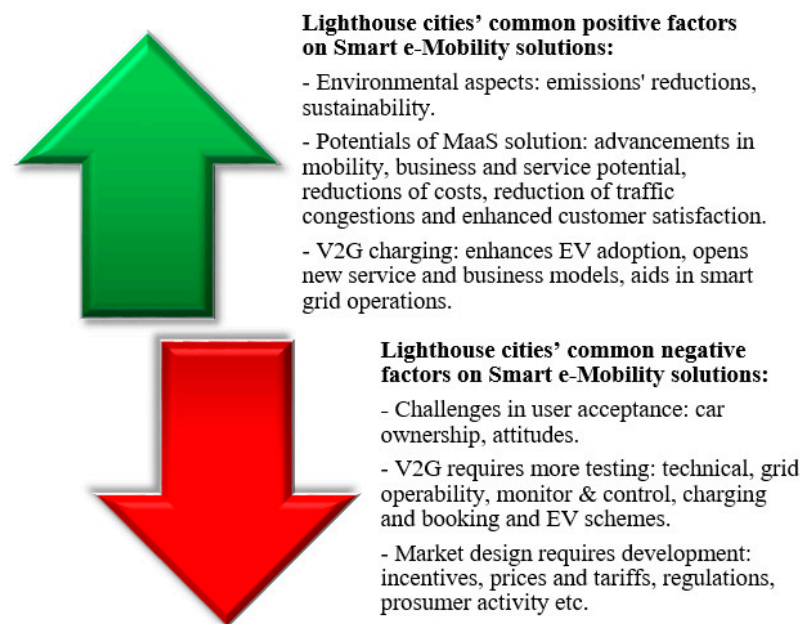 Lighthouse cities’ common positive factors
on Smart e-Mobility solutions:
- Environmental aspects: emissions' reductions,
sustainability.
- Potentials of MaaS solution: advancements in
mobility, business and service potential,
reductions of costs, reduction of traffic
congestions and enhanced customer satisfaction.
- V2G charging: enhances EV adoption, opens
new service and business models, aids in smart
grid operations.
Lighthouse cities’ common negative
factors on Smart e-Mobility solutions:
- Challenges in user acceptance: car
ownership, attitudes.
- V2G requires more testing: technical, grid
operability, monitor & control, charging
and booking and EV schemes.
- Market design requires development:
incentives, prices and tariffs, regulations,
prosumer activity etc.